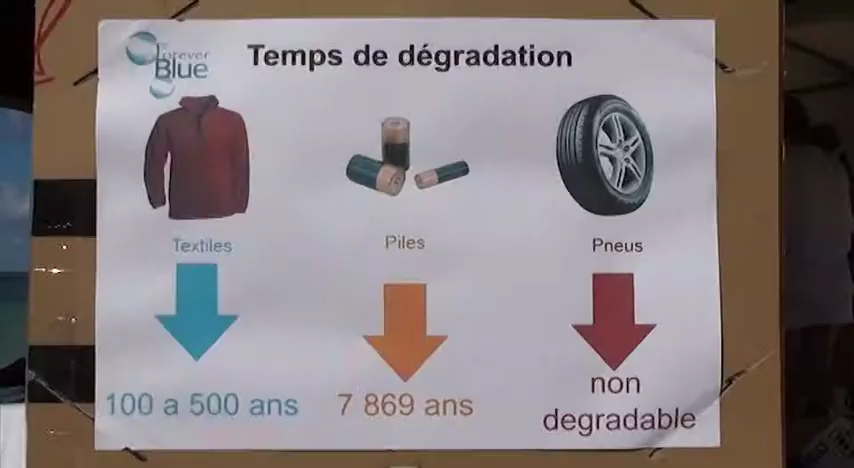 Forever
Blue
Temps de dégradation
Textiles
Piles
Pneus
100 a 500 ans
7 869 ans
non
degradable